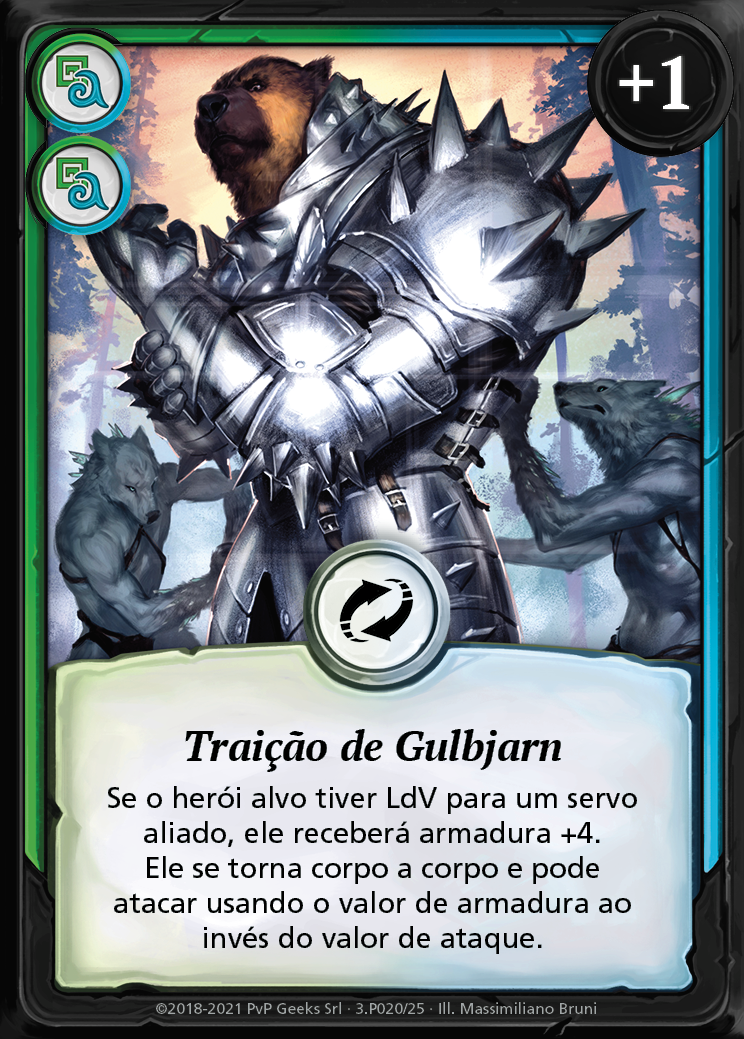 +1
Traição de Gulbjarn
Se o herói alvo tiver LdV para um servo
aliado, ele receberá armadura +4.
Ele se torna corpo a corpo e pode
atacar usando o valor de armadura ao
invés do valor de ataque.
©2018-2021 PvP Geeks Srl · 3.P020/25 · Ill. Massimiliano Bruni